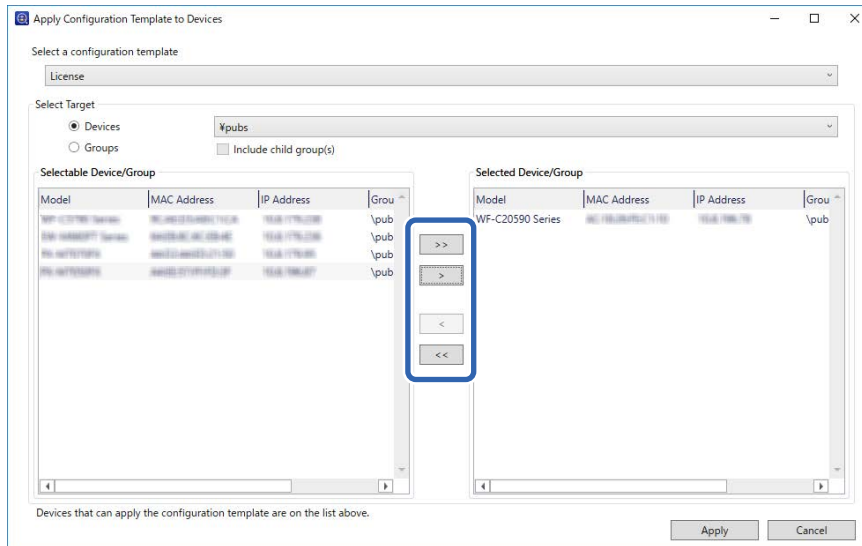 Apply Configuration Template to Devices
Select a configuration template
License
Select Target
Devices
¥pubs
Groups
Include child group(s)
Selectable Device/Group
Model MAC Address IP Address Grou
\pub
\pub
\pub
\pub
>>
>
<
<<
Selected Device/Group
Model MAC Address IP Address Grou
WF-C20590 Series \pub
Devices that can apply the configuration template are on the list above.
Apply Cancel